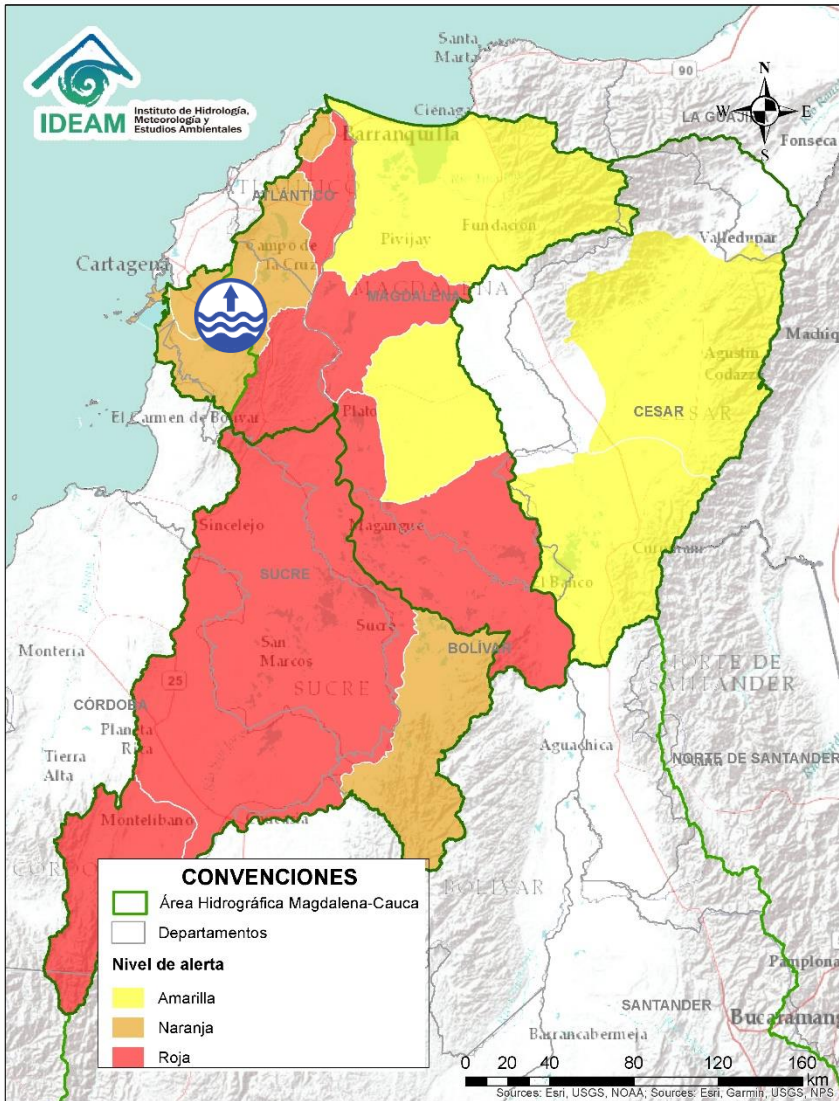 IDEAM
Instituto de Hidrología,
Meteorología y
Estudios Ambientales
Santa
Marta
90
N
W
E
S
LA GUAJI
Fonseca
Ciénaga
Barranquilla
ATLÁNTICO
Valledupar
Cartagena
Campo de
la Cruz
Pivijay
Fundación
MAGDALENA
Machiq
Agustín
Codazzi
CESAR
El Carmen de Bolívar
Plato
Sincelejo
Magangué
SUCRE
El Banco
Montería
San
Marcos
Sucre
BOLÍVAR
SUCRE
25
CÓRDOBA
NORTE DE
SANTANDER
Planeta
Rica
Tierra
Alta
Aguachica
NORTE DE SANTANDER
Montelíbano
BOLÍVAR
CONVENCIONES
Área Hidrográfica Magdalena-Cauca
Departamentos
Nivel de alerta
Amarilla
Naranja
Roja
Pamplona
SANTANDER
Bucaramang
Barrancabermeja
0 20 40 80 120 160
km
Sources: Esri, USGS, NOAA; Sources: Esri, Garmin, USGS, NPS